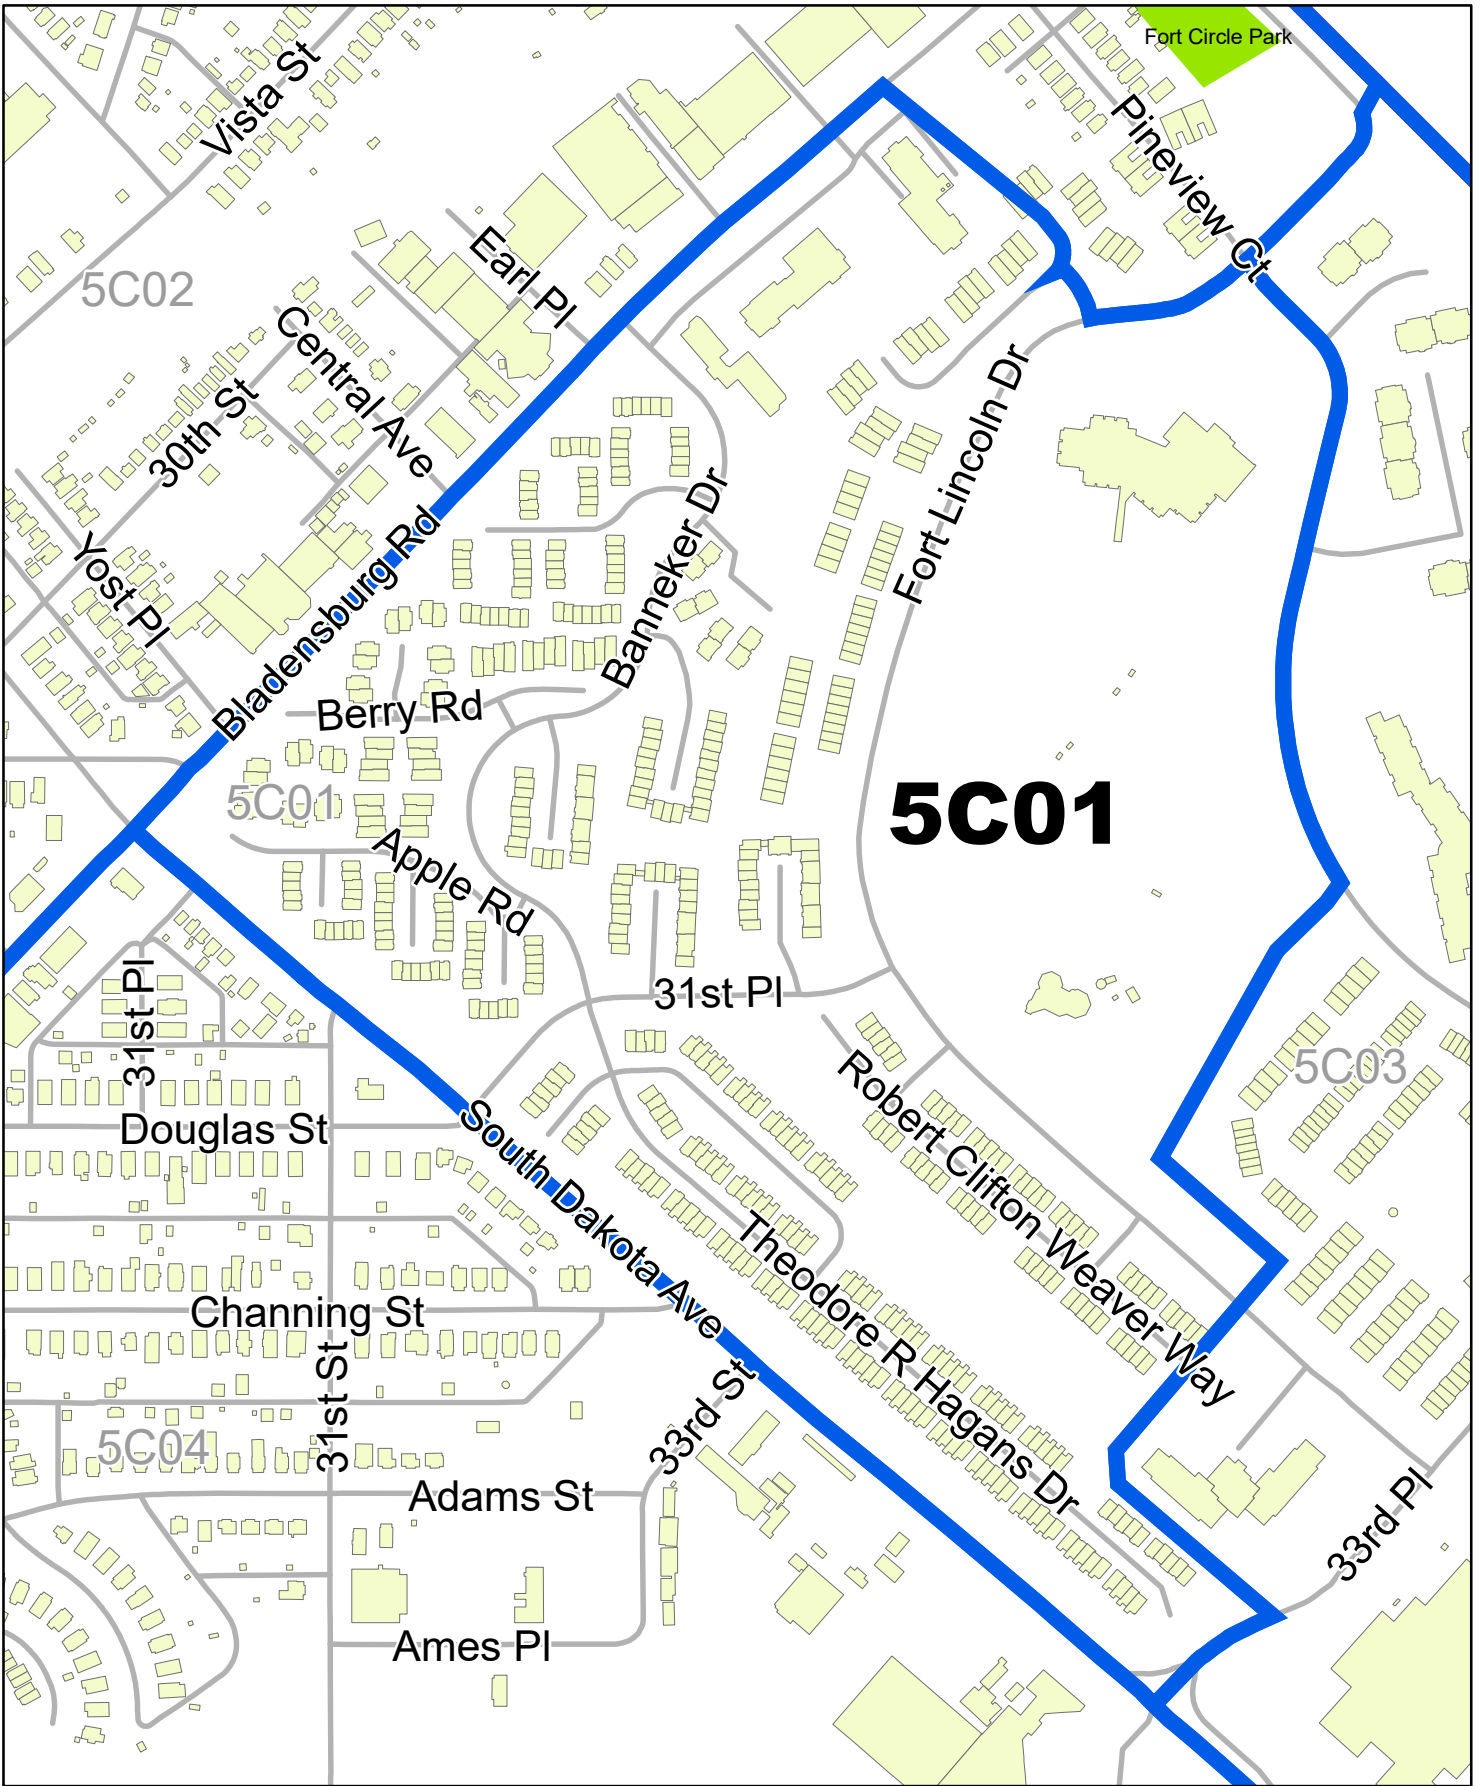 Fort Circle Park
Vista St
Pineview Ct
Earl Pl
5C02
Central Ave
30th St
Fort Lincoln Dr
Yost Pl
Bladensburg Rd
Banneker Dr
Berry Rd
5C01
5C01
Apple Rd
31st Pl
31st Pl
Robert Clifton Weaver Way
5C03
Douglas St
South Dakota Ave
Theodore R Hagans Dr
Channing St
31st St
33rd St
5C04
Adams St
33rd Pl
Ames Pl